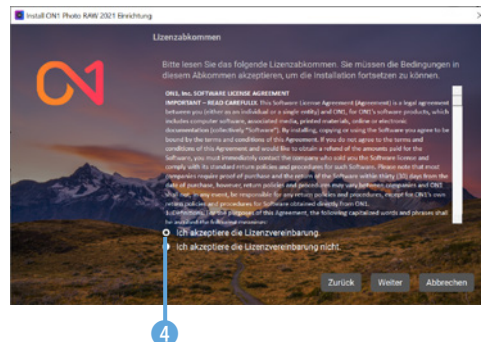 Install ON1 Photo RAW 2021 Einrichtung
Lizenzabkommen
Bitte lesen Sie das folgende Lizenzabkommen. Sie müssen die Bedingungen in
diesem Abkommen akzeptieren, um die Installation fortsetzen zu können.
ON1, Inc. SOFTWARE LICENSE AGREEMENT
IMPORTANT – READ CAREFULLY: This Software License Agreement (Agreement) is a legal agreement
between you (either as an individual or a single entity) and ON1, for ON1's software products, which
includes computer software, associated media, printed materials, online or electronic
documentation (collectively "Software"). By installing, copying or using the Software you agree to be
bound by the terms and conditions of this Agreement. If you do not agree to the terms and
conditions of this Agreement and would like to obtain a refund of the amounts paid for the
Software, you must immediately contact the company who sold you the Software license and
comply with its standard return policies and procedures for such Software. Please note that most
companies require proof of purchase and the return of the Software within thirty (30) days from the
date of purchase, however, return policies and procedures may vary between companies and ON1
shall not, in any event, be responsible for any return policies and procedures, except for ON1's own
return policies and procedures for Software obtained directly from ON1.
1. Definitions. For the purposes of this Agreement, the following capitalized words and phrases shall
be assigned the following meanings:
Ich akzeptiere die Lizenzvereinbarung.
Ich akzeptiere die Lizenzvereinbarung nicht.
Zurück Weiter Abbrechen
4